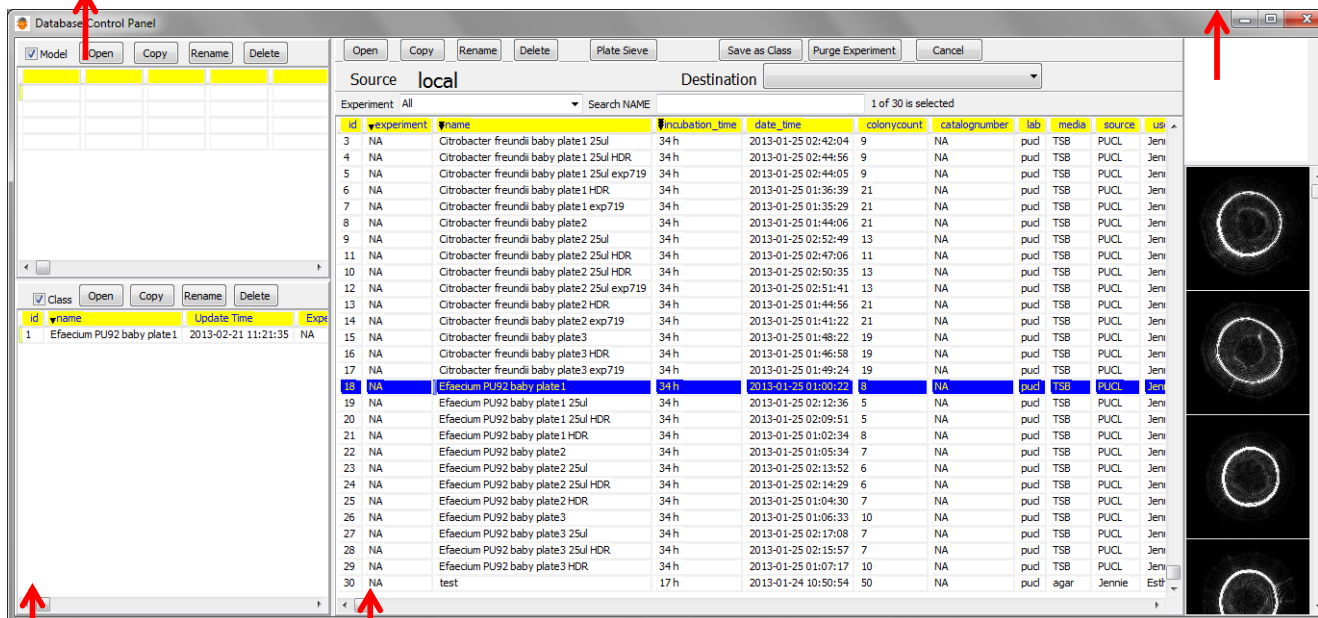 Database Control Panel
Model Open Copy Rename Delete
Open Copy Rename Delete Plate Sieve Save as Class Purge Experiment Cancel
Source local Destination
Experiment All Search NAME 1 of 30 is selected
id experiment name incubation_time date_time colonycount catalognumber lab media source use
3 NA Citrobacter freundii baby plate1 25ul 34 h 2013-01-25 02:42:04 9 NA pucl TSB PUCL Jenn
4 NA Citrobacter freundii baby plate1 25ul HDR 34 h 2013-01-25 02:44:56 9 NA pucl TSB PUCL Jenn
5 NA Citrobacter freundii baby plate1 25ul exp719 34 h 2013-01-25 02:44:05 9 NA pucl TSB PUCL Jenn
6 NA Citrobacter freundii baby plate1 HDR 34 h 2013-01-25 01:36:39 21 NA pucl TSB PUCL Jenn
7 NA Citrobacter freundii baby plate1 exp719 34 h 2013-01-25 01:35:29 21 NA pucl TSB PUCL Jenn
8 NA Citrobacter freundii baby plate2 34 h 2013-01-25 01:44:06 21 NA pucl TSB PUCL Jenn
9 NA Citrobacter freundii baby plate2 25ul 34 h 2013-01-25 02:52:49 13 NA pucl TSB PUCL Jenn
11 NA Citrobacter freundii baby plate2 25ul HDR 34 h 2013-01-25 02:47:06 11 NA pucl TSB PUCL Jenn
10 NA Citrobacter freundii baby plate2 25ul HDR 34 h 2013-01-25 02:50:35 13 NA pucl TSB PUCL Jenn
12 NA Citrobacter freundii baby plate2 25ul exp719 34 h 2013-01-25 02:51:41 13 NA pucl TSB PUCL Jenn
13 NA Citrobacter freundii baby plate2 HDR 34 h 2013-01-25 01:44:56 21 NA pucl TSB PUCL Jenn
14 NA Citrobacter freundii baby plate2 exp719 34 h 2013-01-25 01:41:22 21 NA pucl TSB PUCL Jenn
15 NA Citrobacter freundii baby plate3 34 h 2013-01-25 01:48:22 19 NA pucl TSB PUCL Jenn
16 NA Citrobacter freundii baby plate3 HDR 34 h 2013-01-25 01:46:58 19 NA pucl TSB PUCL Jenn
17 NA Citrobacter freundii baby plate3 exp719 34 h 2013-01-25 01:49:24 19 NA pucl TSB PUCL Jenn
18 NA Efaecium PU92 baby plate1 34 h 2013-01-25 01:00:22 8 NA pucl TSB PUCL Jenn
19 NA Efaecium PU92 baby plate1 25ul 34 h 2013-01-25 02:12:36 5 NA pucl TSB PUCL Jenn
20 NA Efaecium PU92 baby plate1 25ul HDR 34 h 2013-01-25 02:09:51 5 NA pucl TSB PUCL Jenn
21 NA Efaecium PU92 baby plate1 HDR 34 h 2013-01-25 01:02:34 8 NA pucl TSB PUCL Jenn
22 NA Efaecium PU92 baby plate2 34 h 2013-01-25 01:05:34 7 NA pucl TSB PUCL Jenn
23 NA Efaecium PU92 baby plate2 25ul 34 h 2013-01-25 02:13:52 6 NA pucl TSB PUCL Jenn
24 NA Efaecium PU92 baby plate2 25ul HDR 34 h 2013-01-25 02:14:29 6 NA pucl TSB PUCL Jenn
25 NA Efaecium PU92 baby plate2 HDR 34 h 2013-01-25 01:04:30 7 NA pucl TSB PUCL Jenn
26 NA Efaecium PU92 baby plate3 34 h 2013-01-25 01:06:33 10 NA pucl TSB PUCL Jenn
27 NA Efaecium PU92 baby plate3 25ul 34 h 2013-01-25 02:17:08 7 NA pucl TSB PUCL Jenn
28 NA Efaecium PU92 baby plate3 25ul HDR 34 h 2013-01-25 02:15:57 7 NA pucl TSB PUCL Jenn
29 NA Efaecium PU92 baby plate3 HDR 34 h 2013-01-25 01:07:17 10 NA pucl TSB PUCL Jenn
30 NA test 17 h 2013-01-24 10:50:54 50 NA pucl agar Jennie Esth
Class Open Copy Rename Delete
id name Update Time Expe
1 Efaecium PU92 baby plate1 2013-02-21 11:21:35 NA